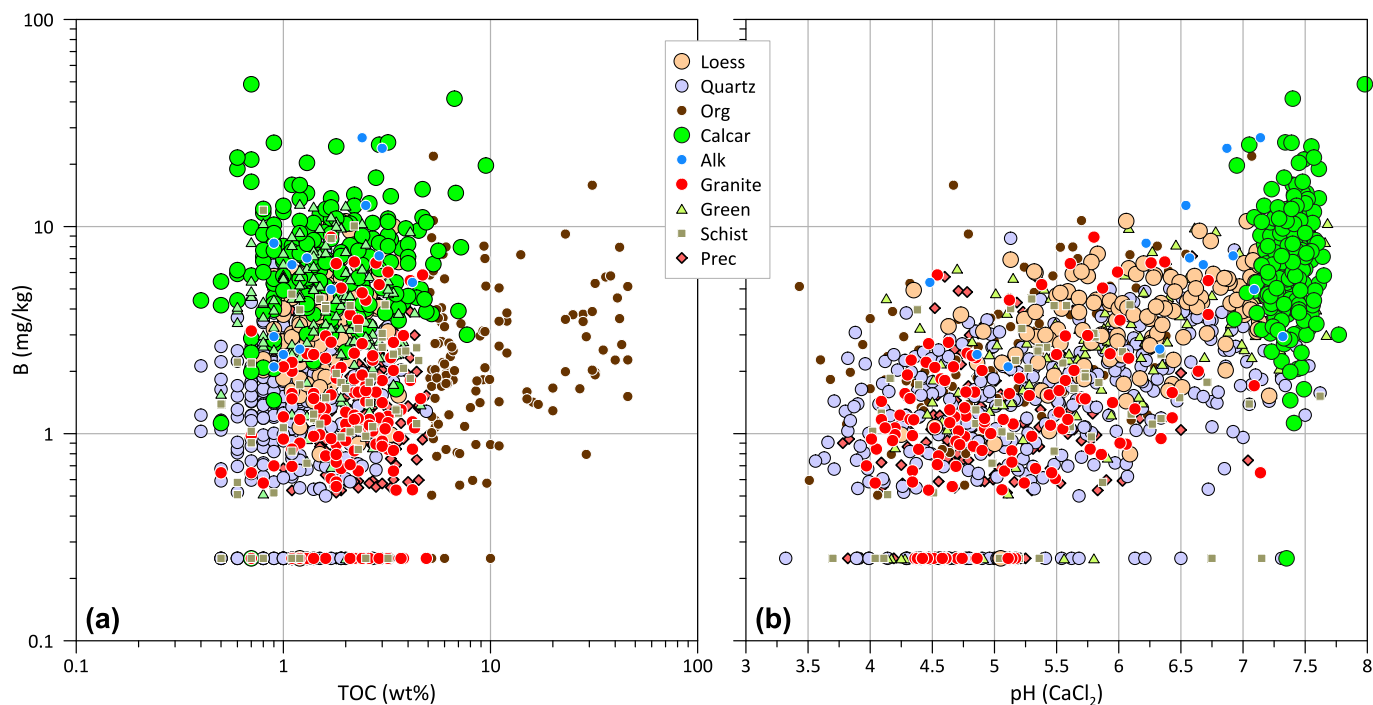 100
10
1
0.1
B (mg/kg)
(a)
0.1
1
10
100
TOC (wt%)
Loess
Quartz
Org
Calcar
Alk
Granite
Green
Schist
Prec
(b)
3
3.5
4
4.5
5
5.5
6
6.5
7
7.5
8
pH (CaCl₂)